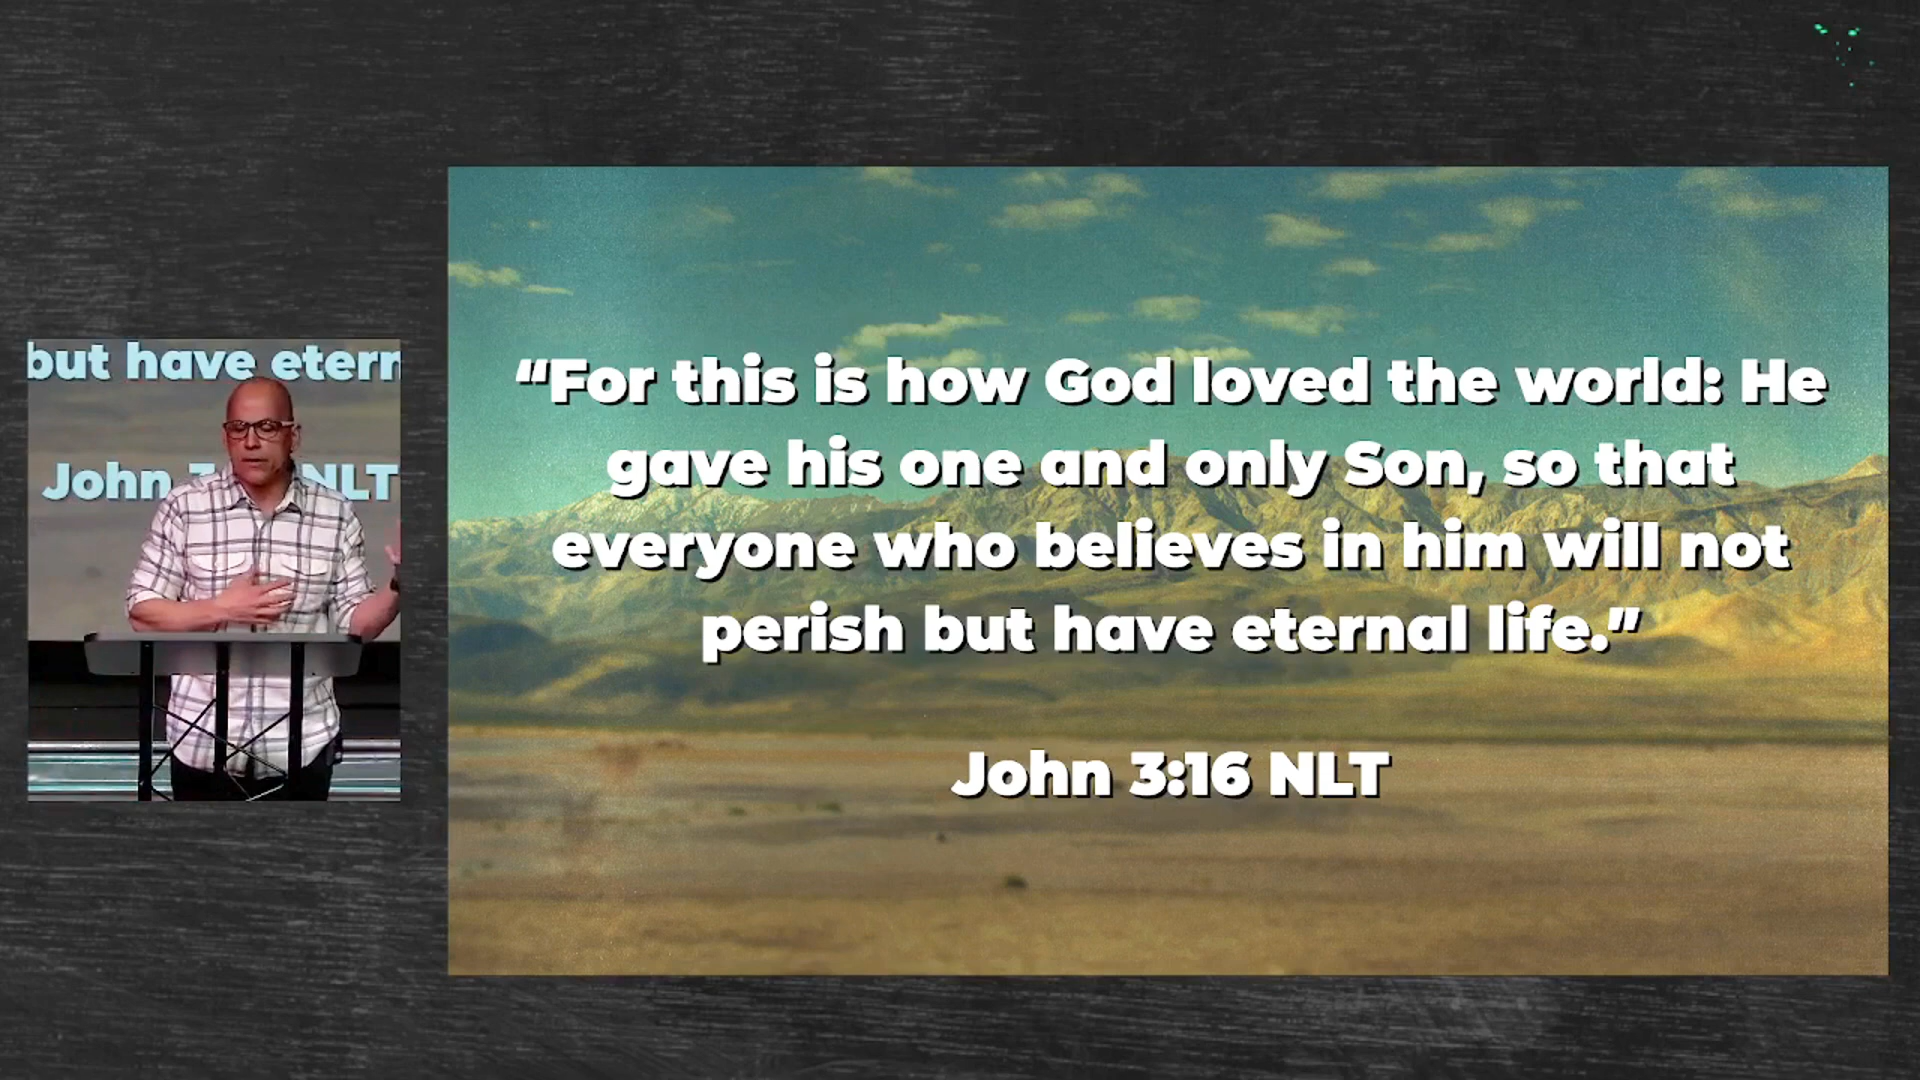 but have etern
John 3 NLT
“For this is how God loved the world: He
gave his one and only Son, so that
everyone who believes in him will not
perish but have eternal life.”
John 3:16 NLT